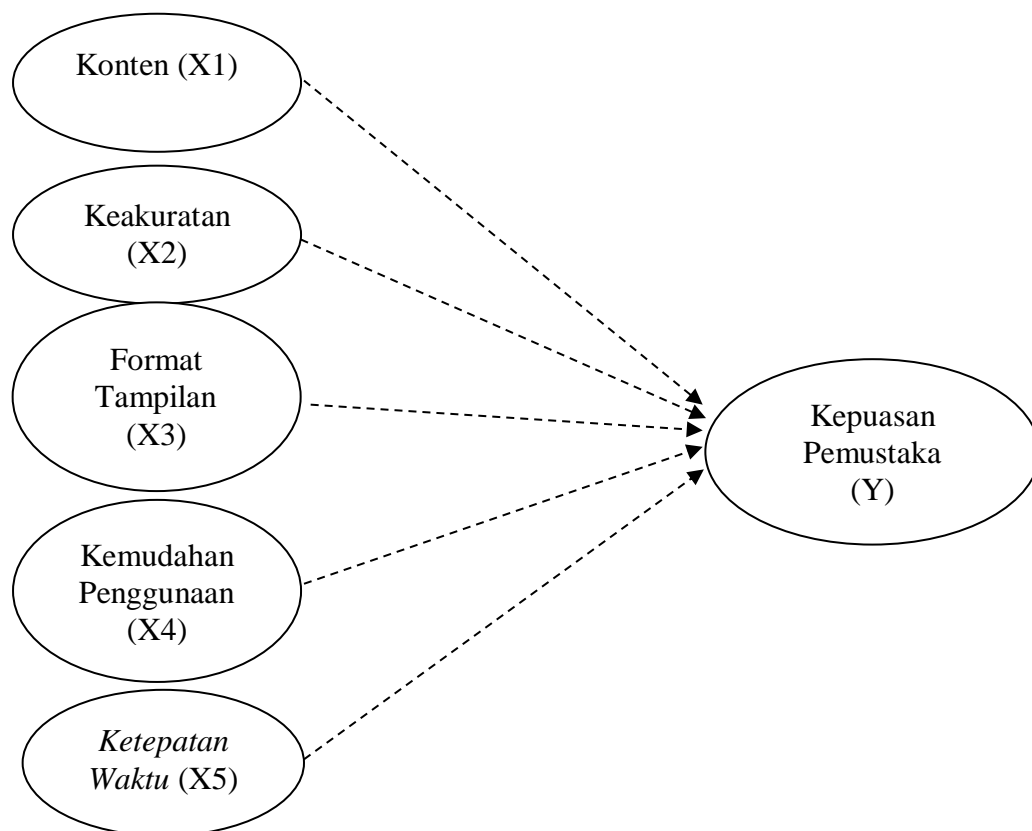 Konten (X1)
Keakuratan
(X2)
Format
Tampilan
(X3)
Kemudahan
Penggunaan
(X4)
Ketepatan
Waktu (X5)
Kepuasan
Pemustaka
(Y)